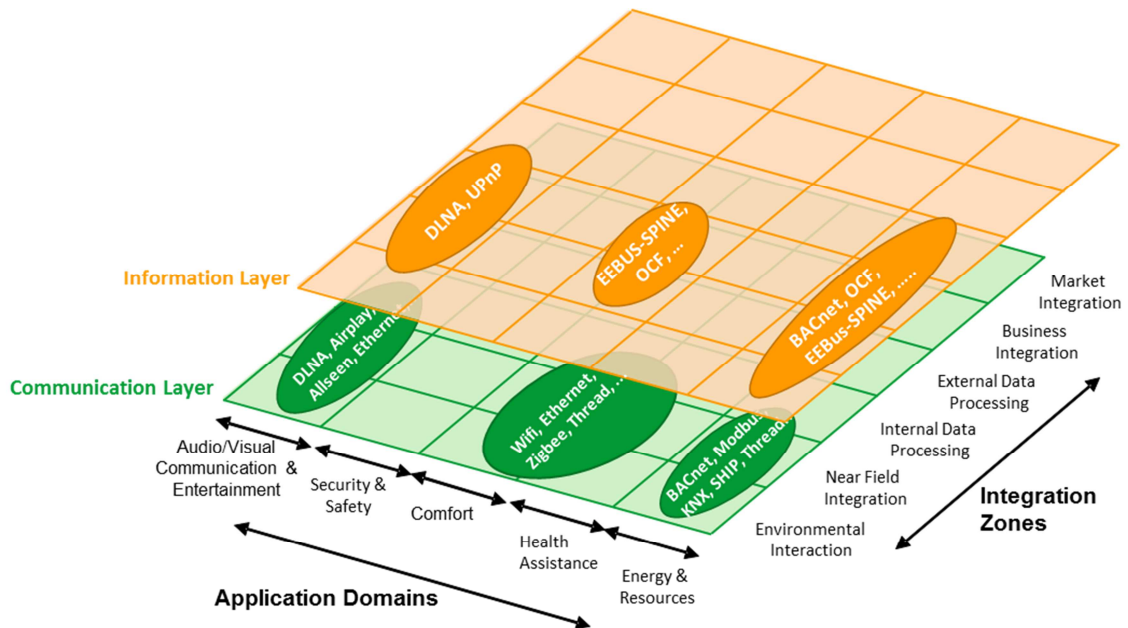 DLNA, UPnP
EEBUS-SPINE,
OCF, ...
BACnet, OCF,
EEBus-SPINE, .....
Information Layer
DLNA, Airplay,
Allseen, Ethernet
Communication Layer
Wifi, Ethernet,
Zigbee, Thread, ...
BACnet, Modbus
KNX, SHIP, Thread
Market
Integration
Business
Integration
External Data
Processing
Internal Data
Processing
Near Field
Integration
Environmental
Interaction
Integration
Zones
Audio/Visual
Communication &
Entertainment
Security &
Safety
Comfort
Health
Assistance
Energy &
Resources
Application Domains